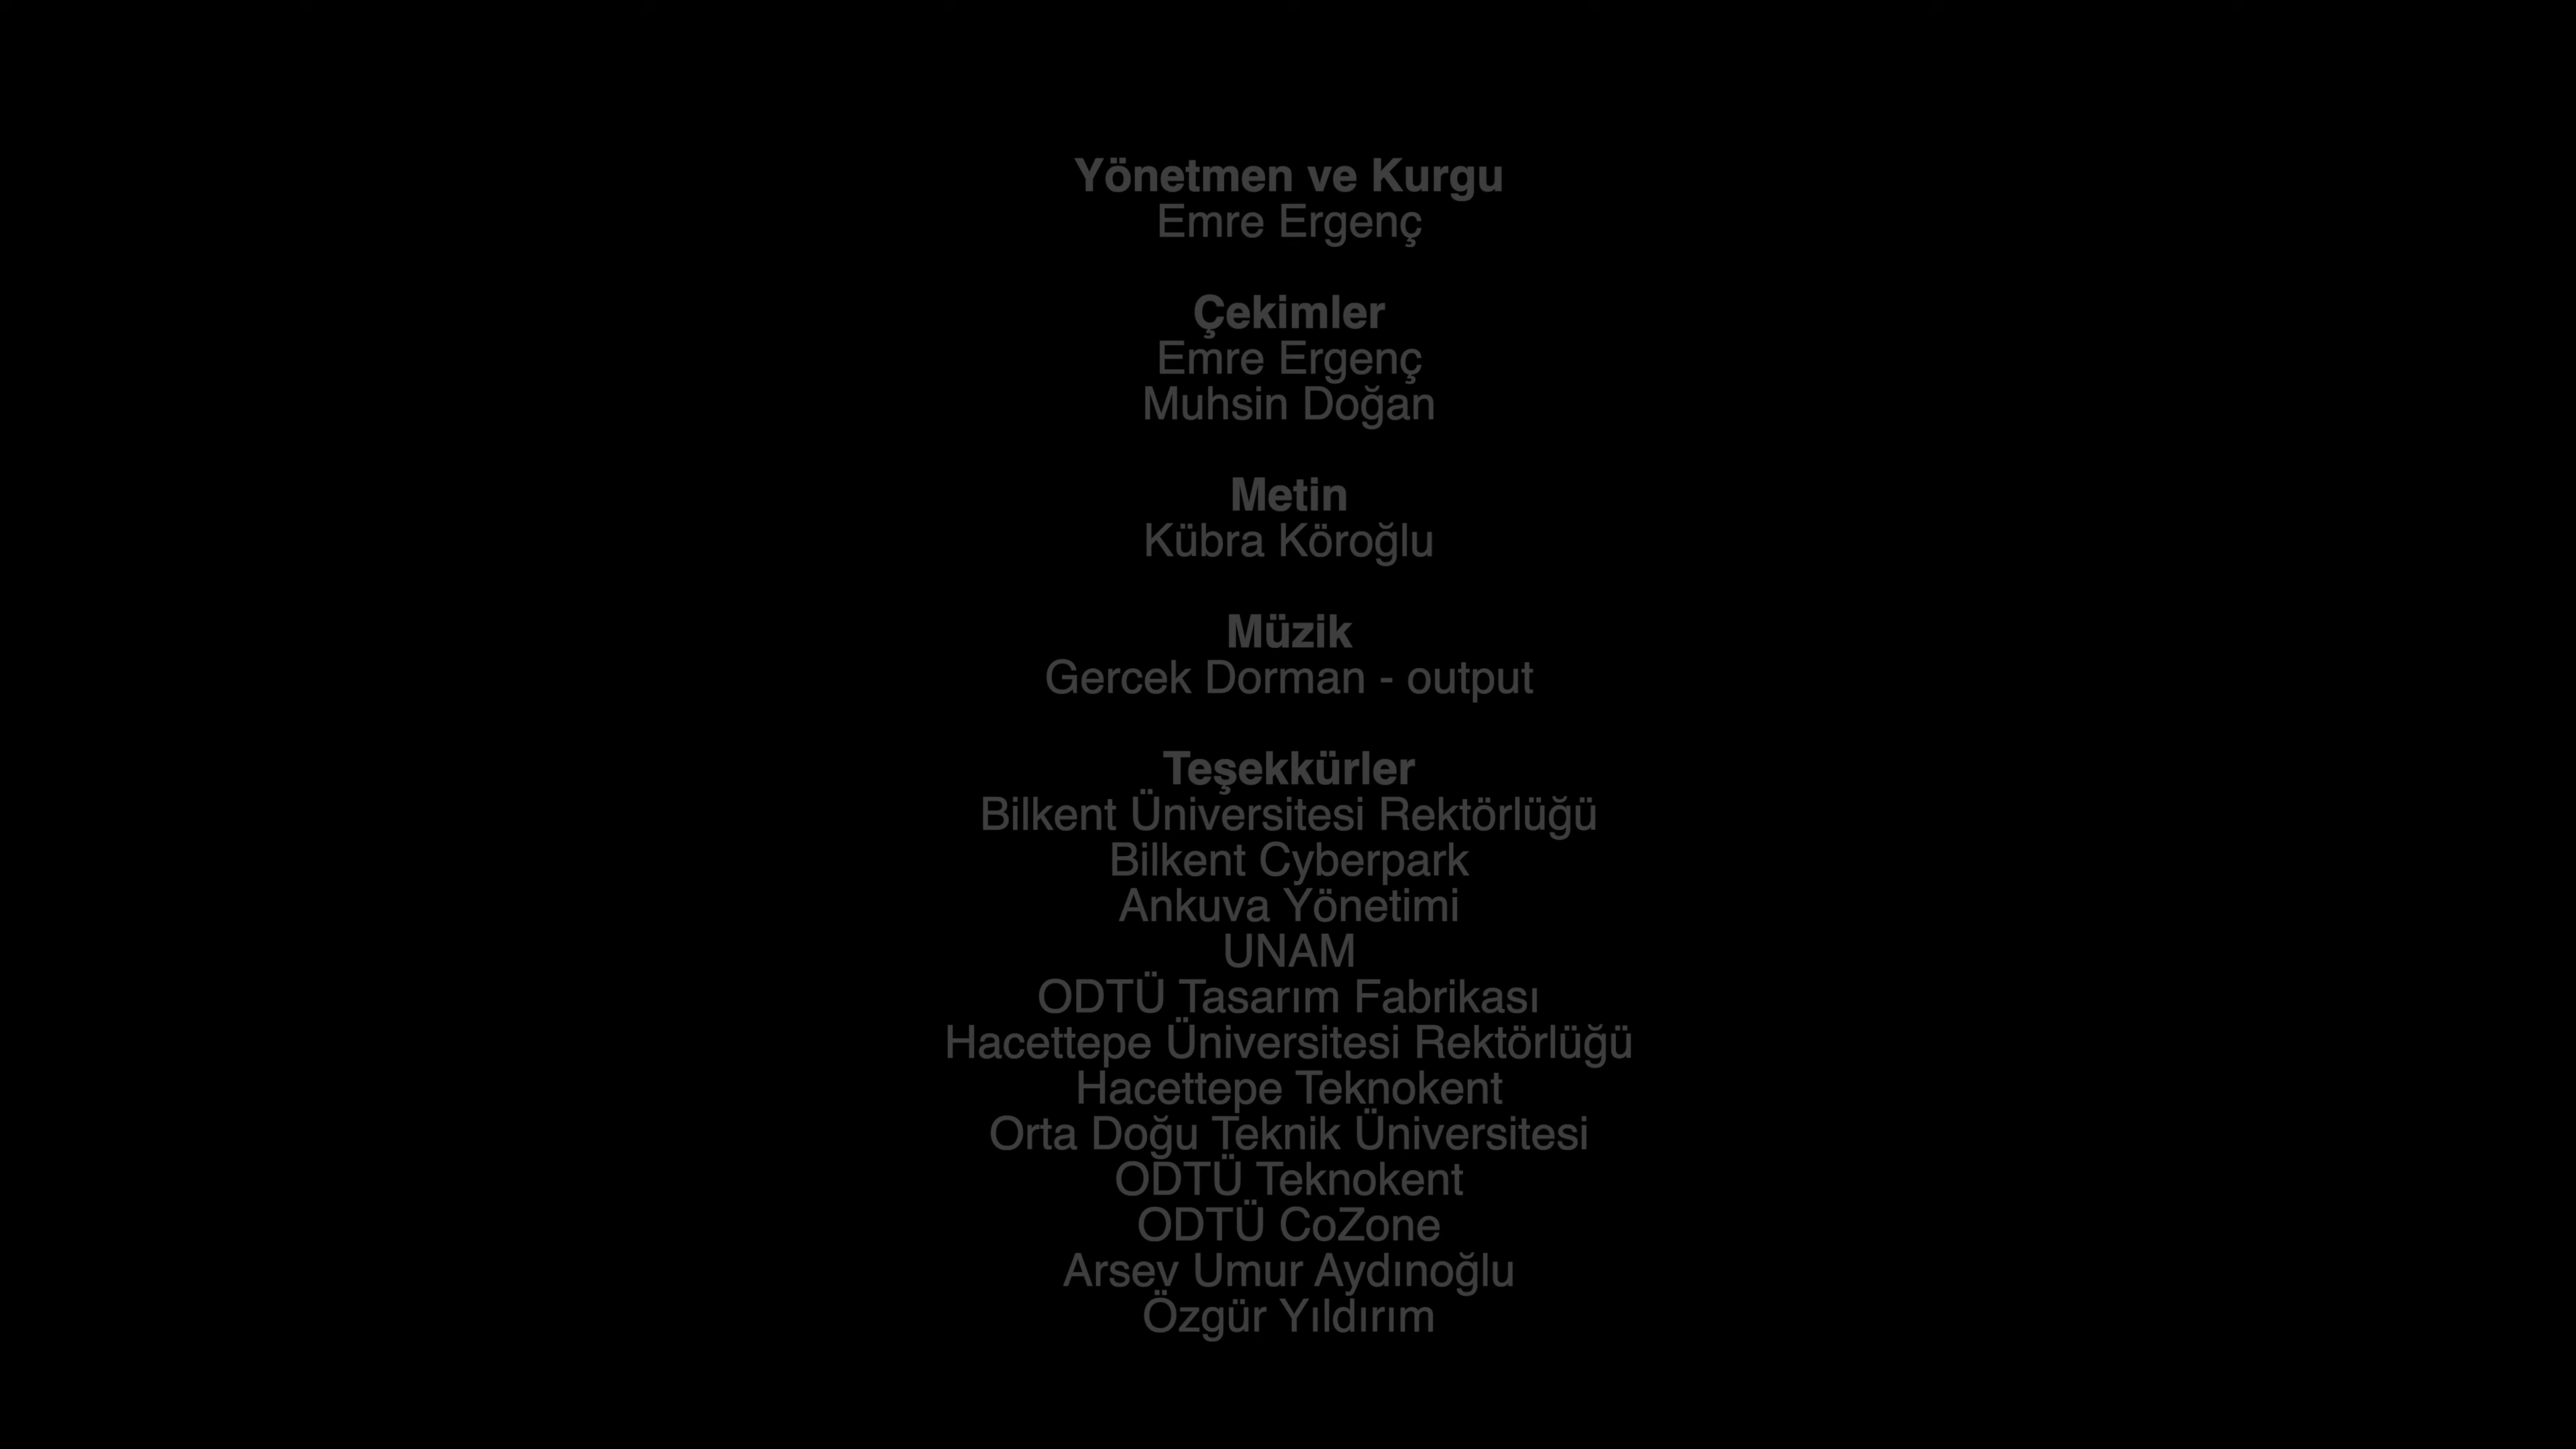 Yönetmen ve Kurgu
Emre Ergenç
Çekimler
Emre Ergenç
Muhsin Doğan
Metin
Kübra Köroğlu
Müzik
Gercek Dorman - output
Teşekkürler
Bilkent Üniversitesi Rektörlüğü
Bilkent Cyberpark
Ankuva Yönetimi
UNAM
ODTÜ Tasarım Fabrikası
Hacettepe Üniversitesi Rektörlüğü
Hacettepe Teknokent
Orta Doğu Teknik Üniversitesi
ODTÜ Teknokent
ODTÜ CoZone
Arsev Umur Aydınoğlu
Özgür Yıldırım